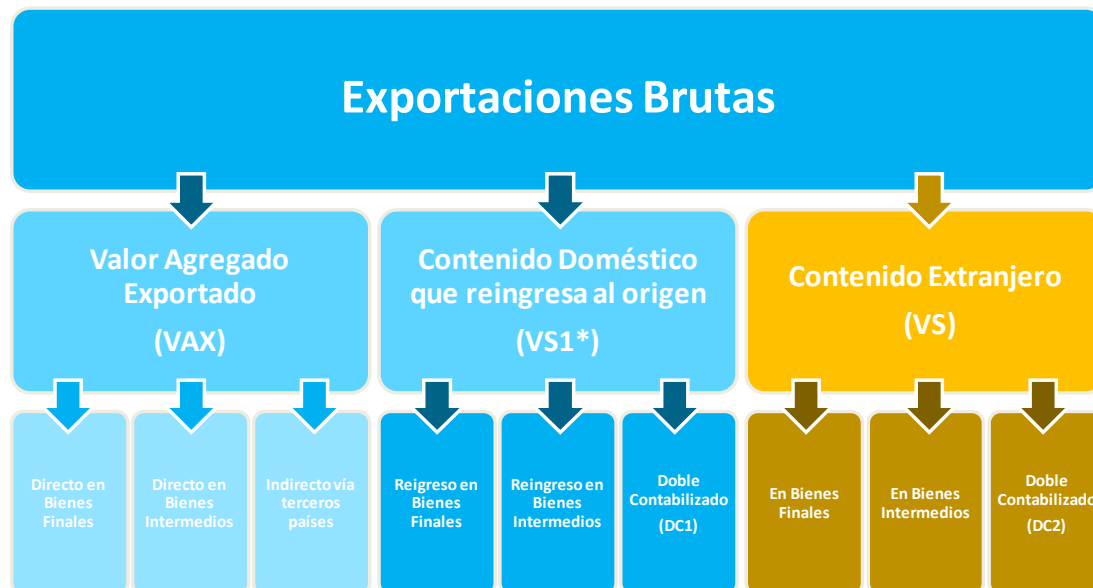 Exportaciones Brutas
Valor Agregado
Exportado
(VAX)
Contenido Doméstico
que reingresa al origen
(VS1*)
Contenido Extranjero
(VS)
Directo en
Bienes
Finales
Directo en
Bienes
Intermedios
Indirecto vía
terceros
países
Reigreso en
Bienes
Finales
Reingreso en
Bienes
Intermedios
Doble
Contabilizado
(DC1)
En Bienes
Finales
En Bienes
Intermedios
Doble
Contabilizado
(DC2)